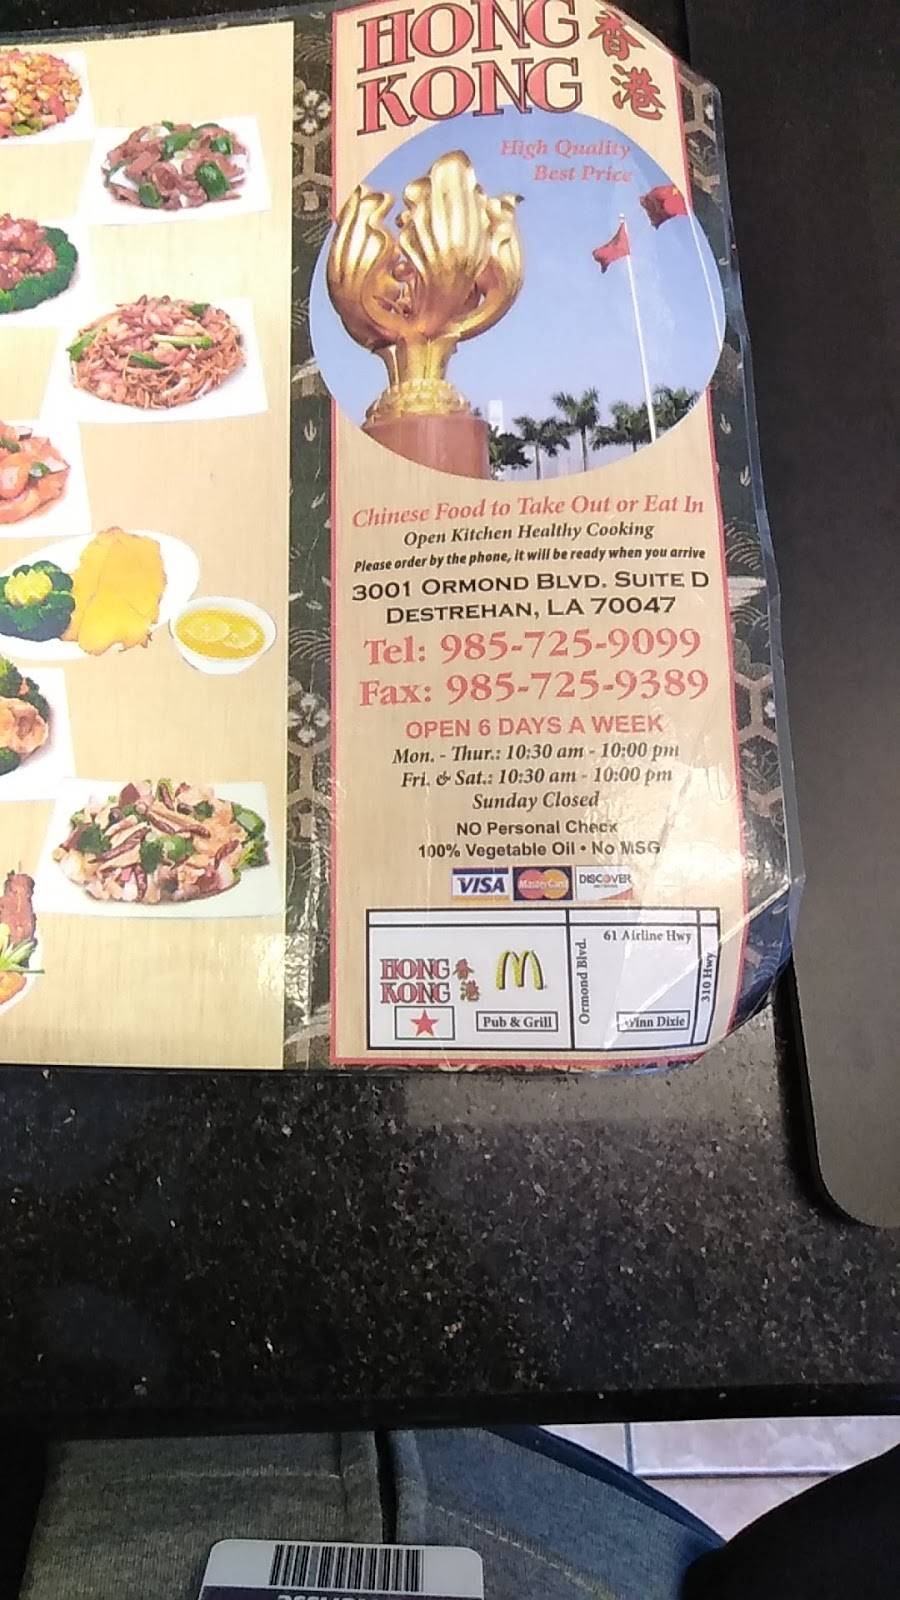 HONG 香
KONG 港
High Quality
Best Price
Chinese Food to Take Out or Eat In
Open Kitchen Healthy Cooking
Please order by the phone, it will be ready when you arrive
3001 ORMOND BLVD. SUITE D
DESTREHAN, LA 70047
Tel: 985-725-9099
Fax: 985-725-9389
OPEN 6 DAYS A WEEK
Mon. - Thur.: 10:30 am - 10:00 pm
Fri. & Sat.: 10:30 am - 10:00 pm
Sunday Closed
NO Personal Check
100% Vegetable Oil • No MSG
VISA MasterCard DISCOVER
61 Airline Hwy
HONG 香
KONG 港
M
Pub & Grill
Ormond Blvd.
Winn Dixie
310 Hwy